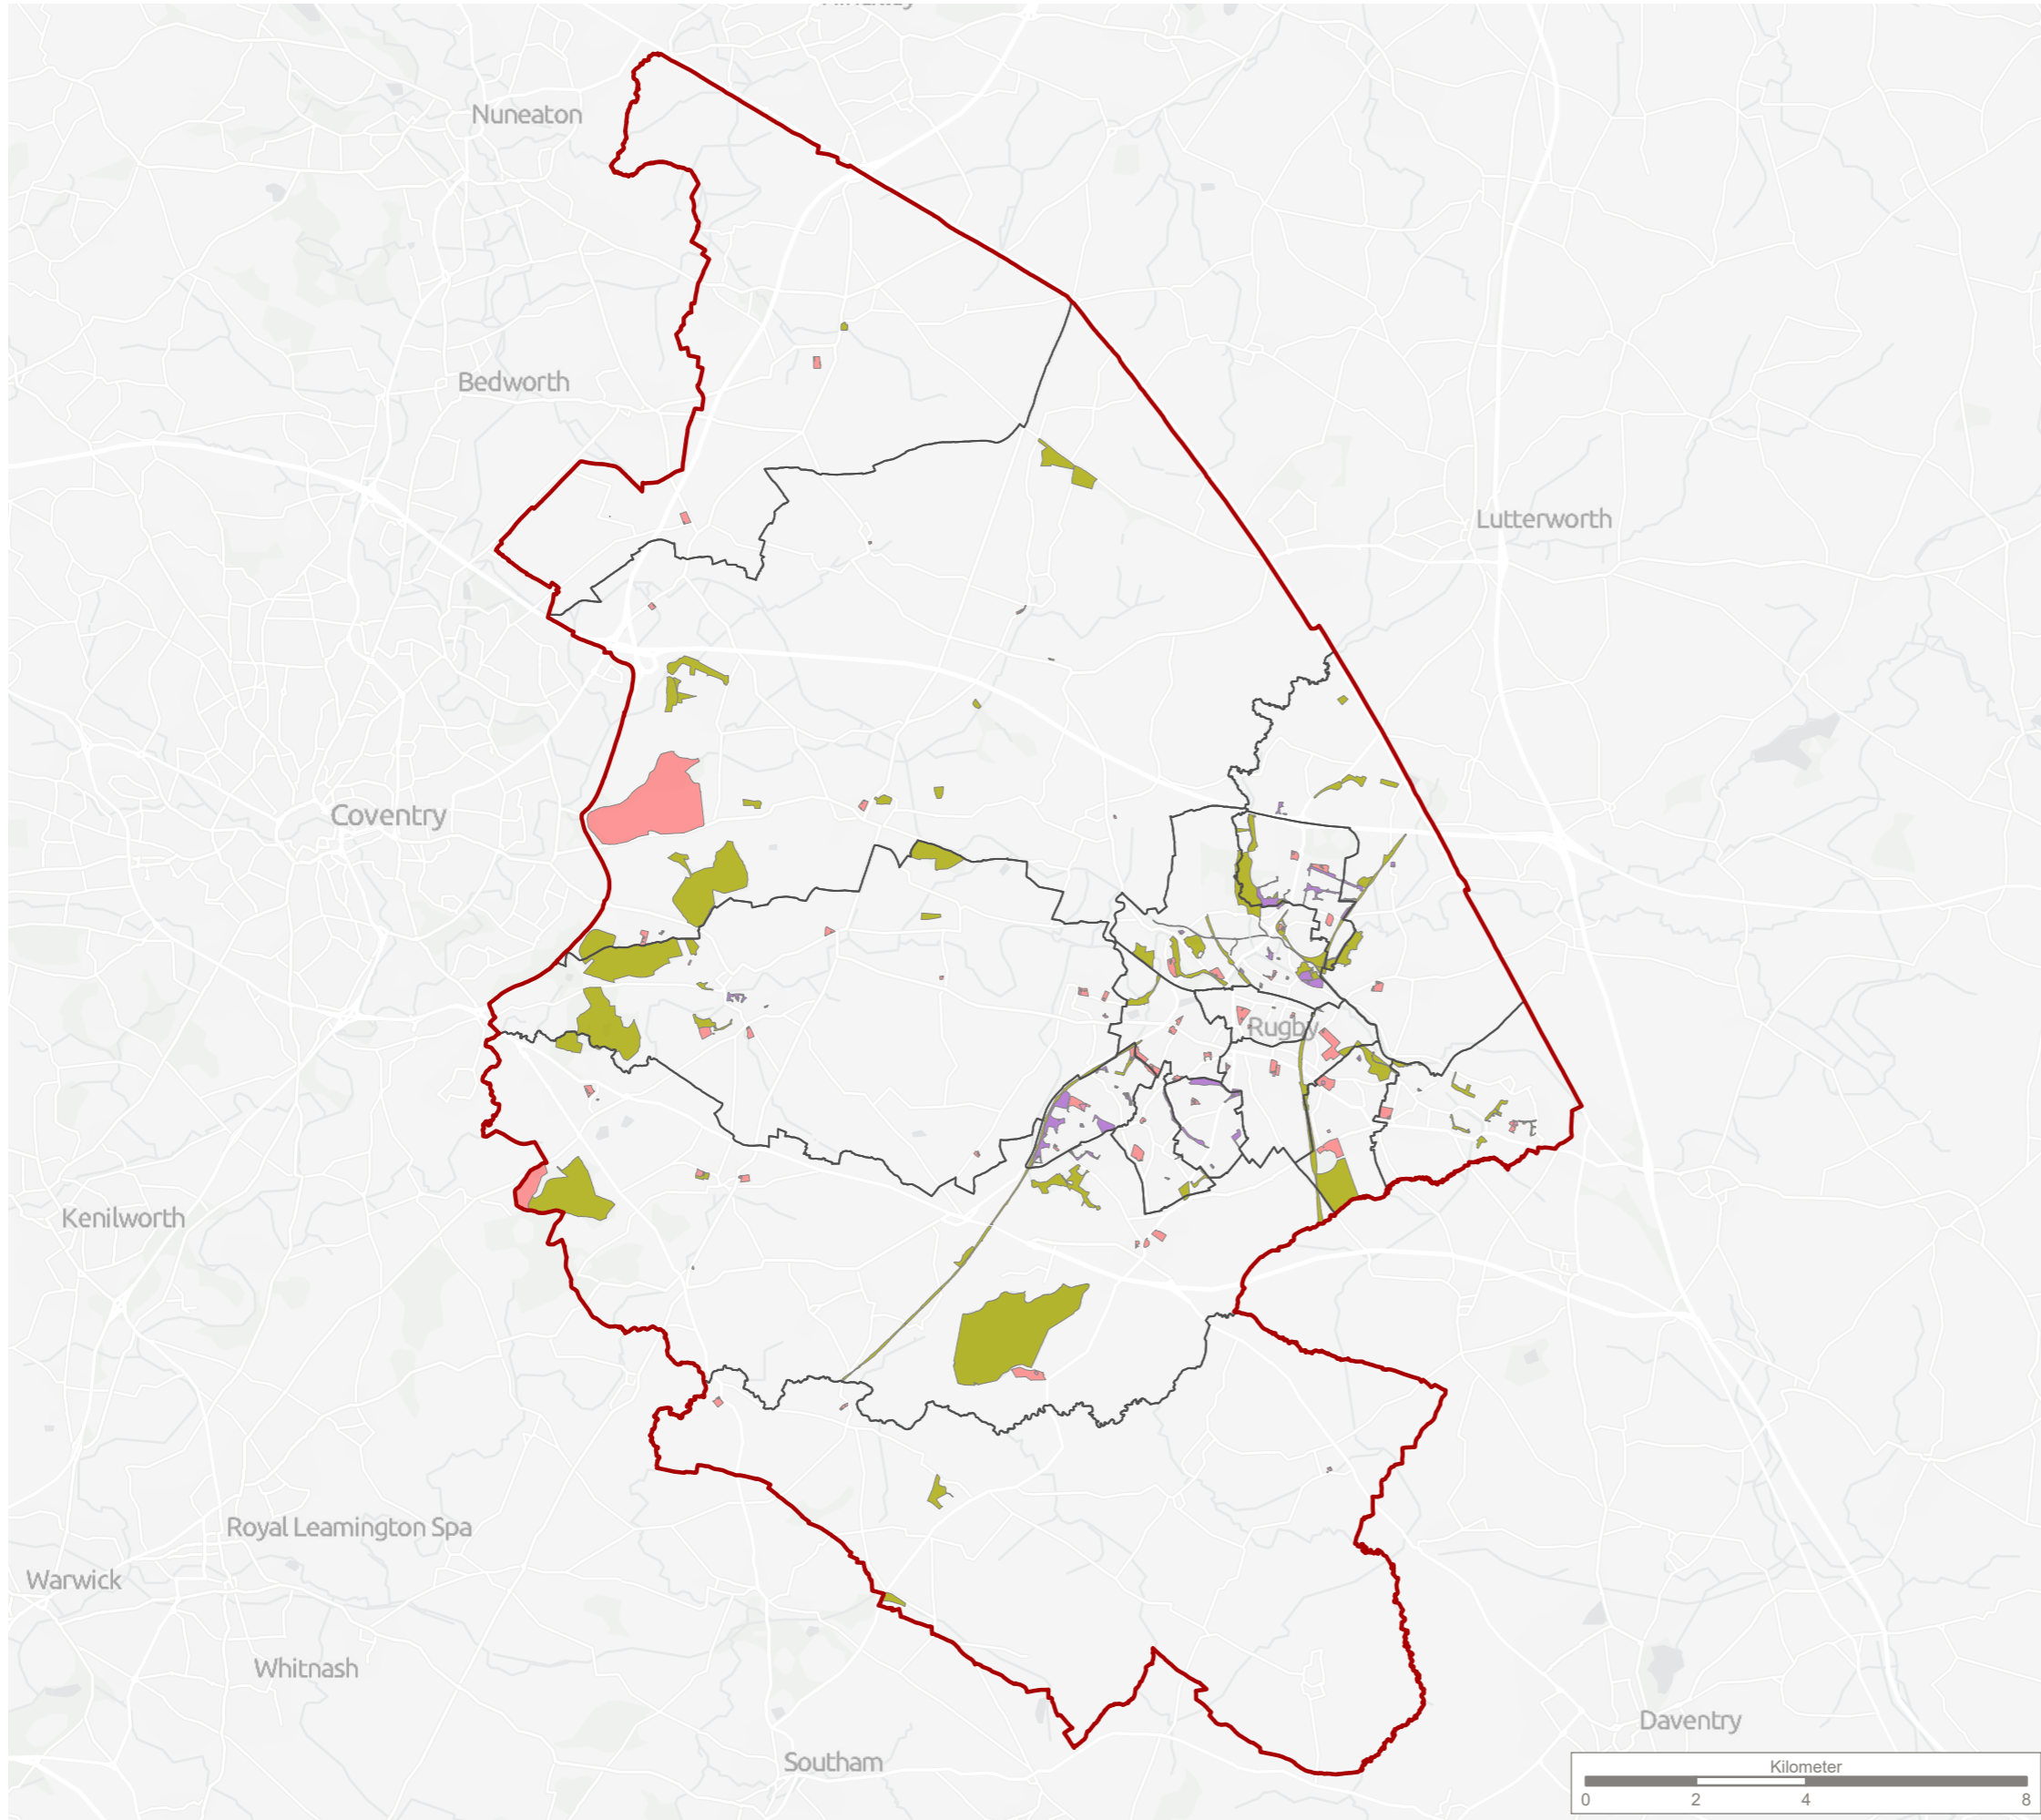 Nuneaton
Bedworth
Lutterworth
Coventry
Rugby
Kenilworth
Royal Leamington Spa
Warwick
Whitnash
Daventry
Southam
Kilometer
0 2 4 8